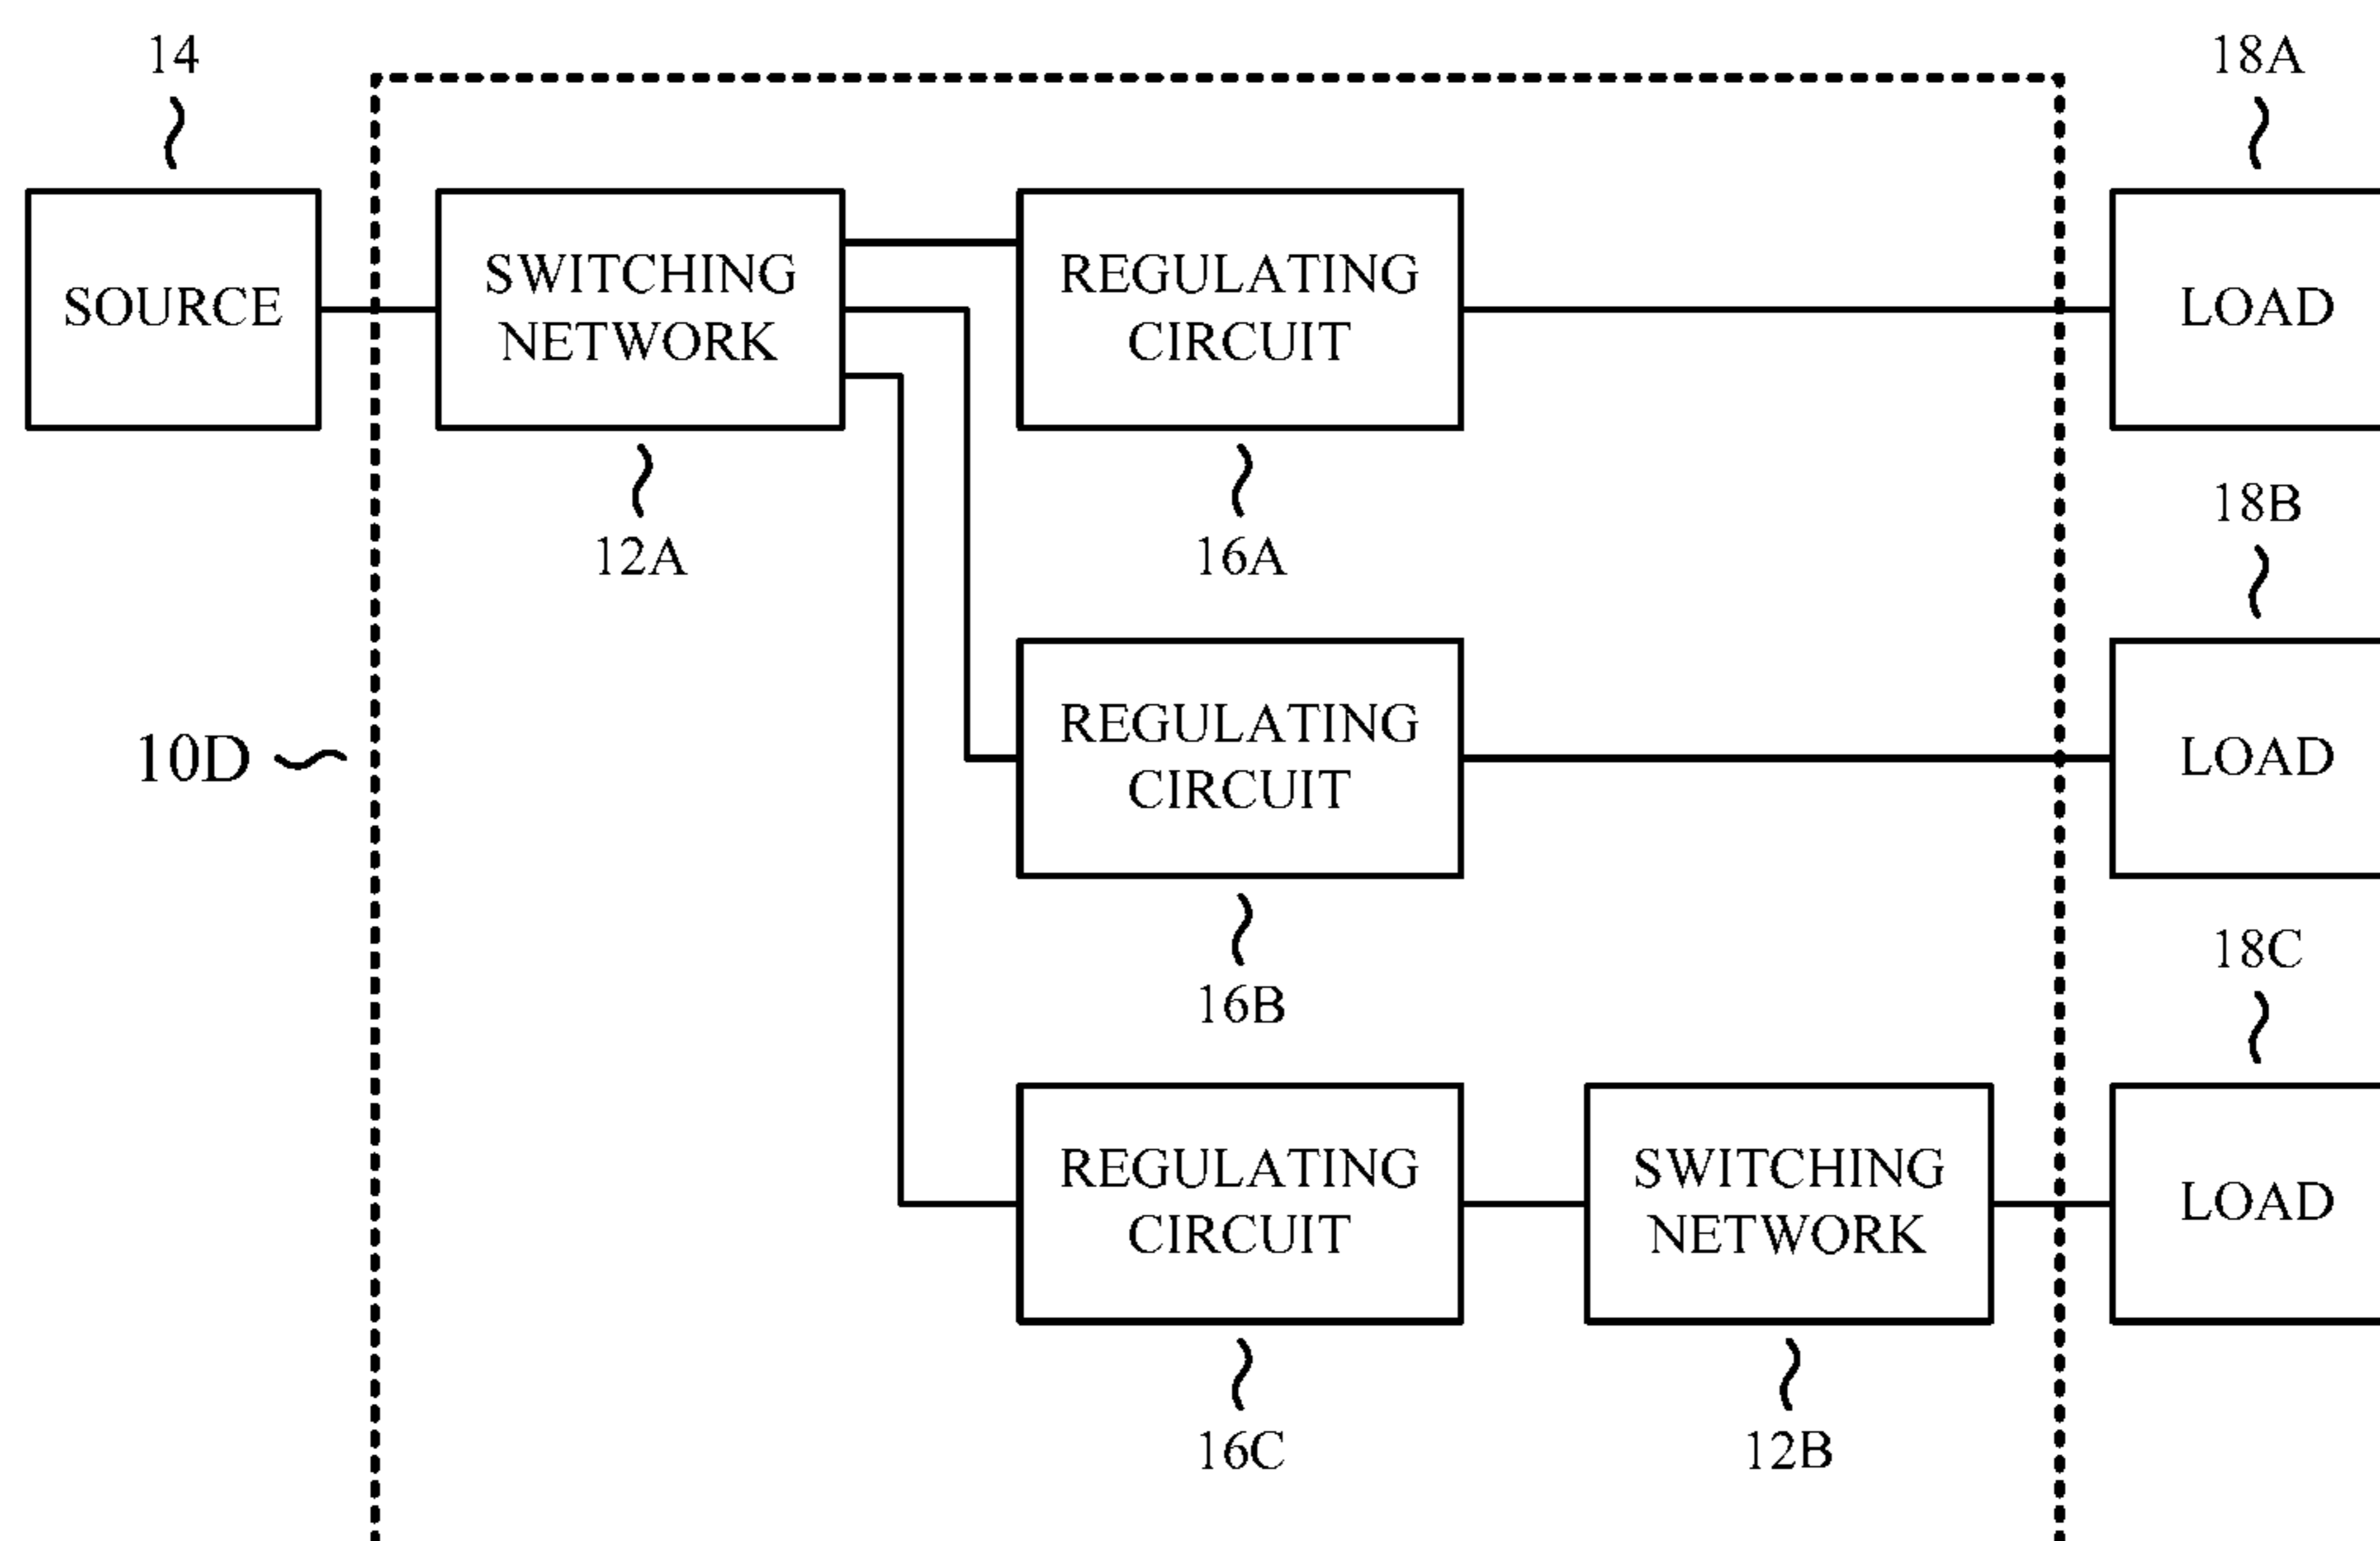 14
18A
SOURCE
SWITCHING
NETWORK
REGULATING
CIRCUIT
LOAD
12A
16A
18B
10D
REGULATING
CIRCUIT
LOAD
16B
18C
REGULATING
CIRCUIT
SWITCHING
NETWORK
LOAD
16C
12B